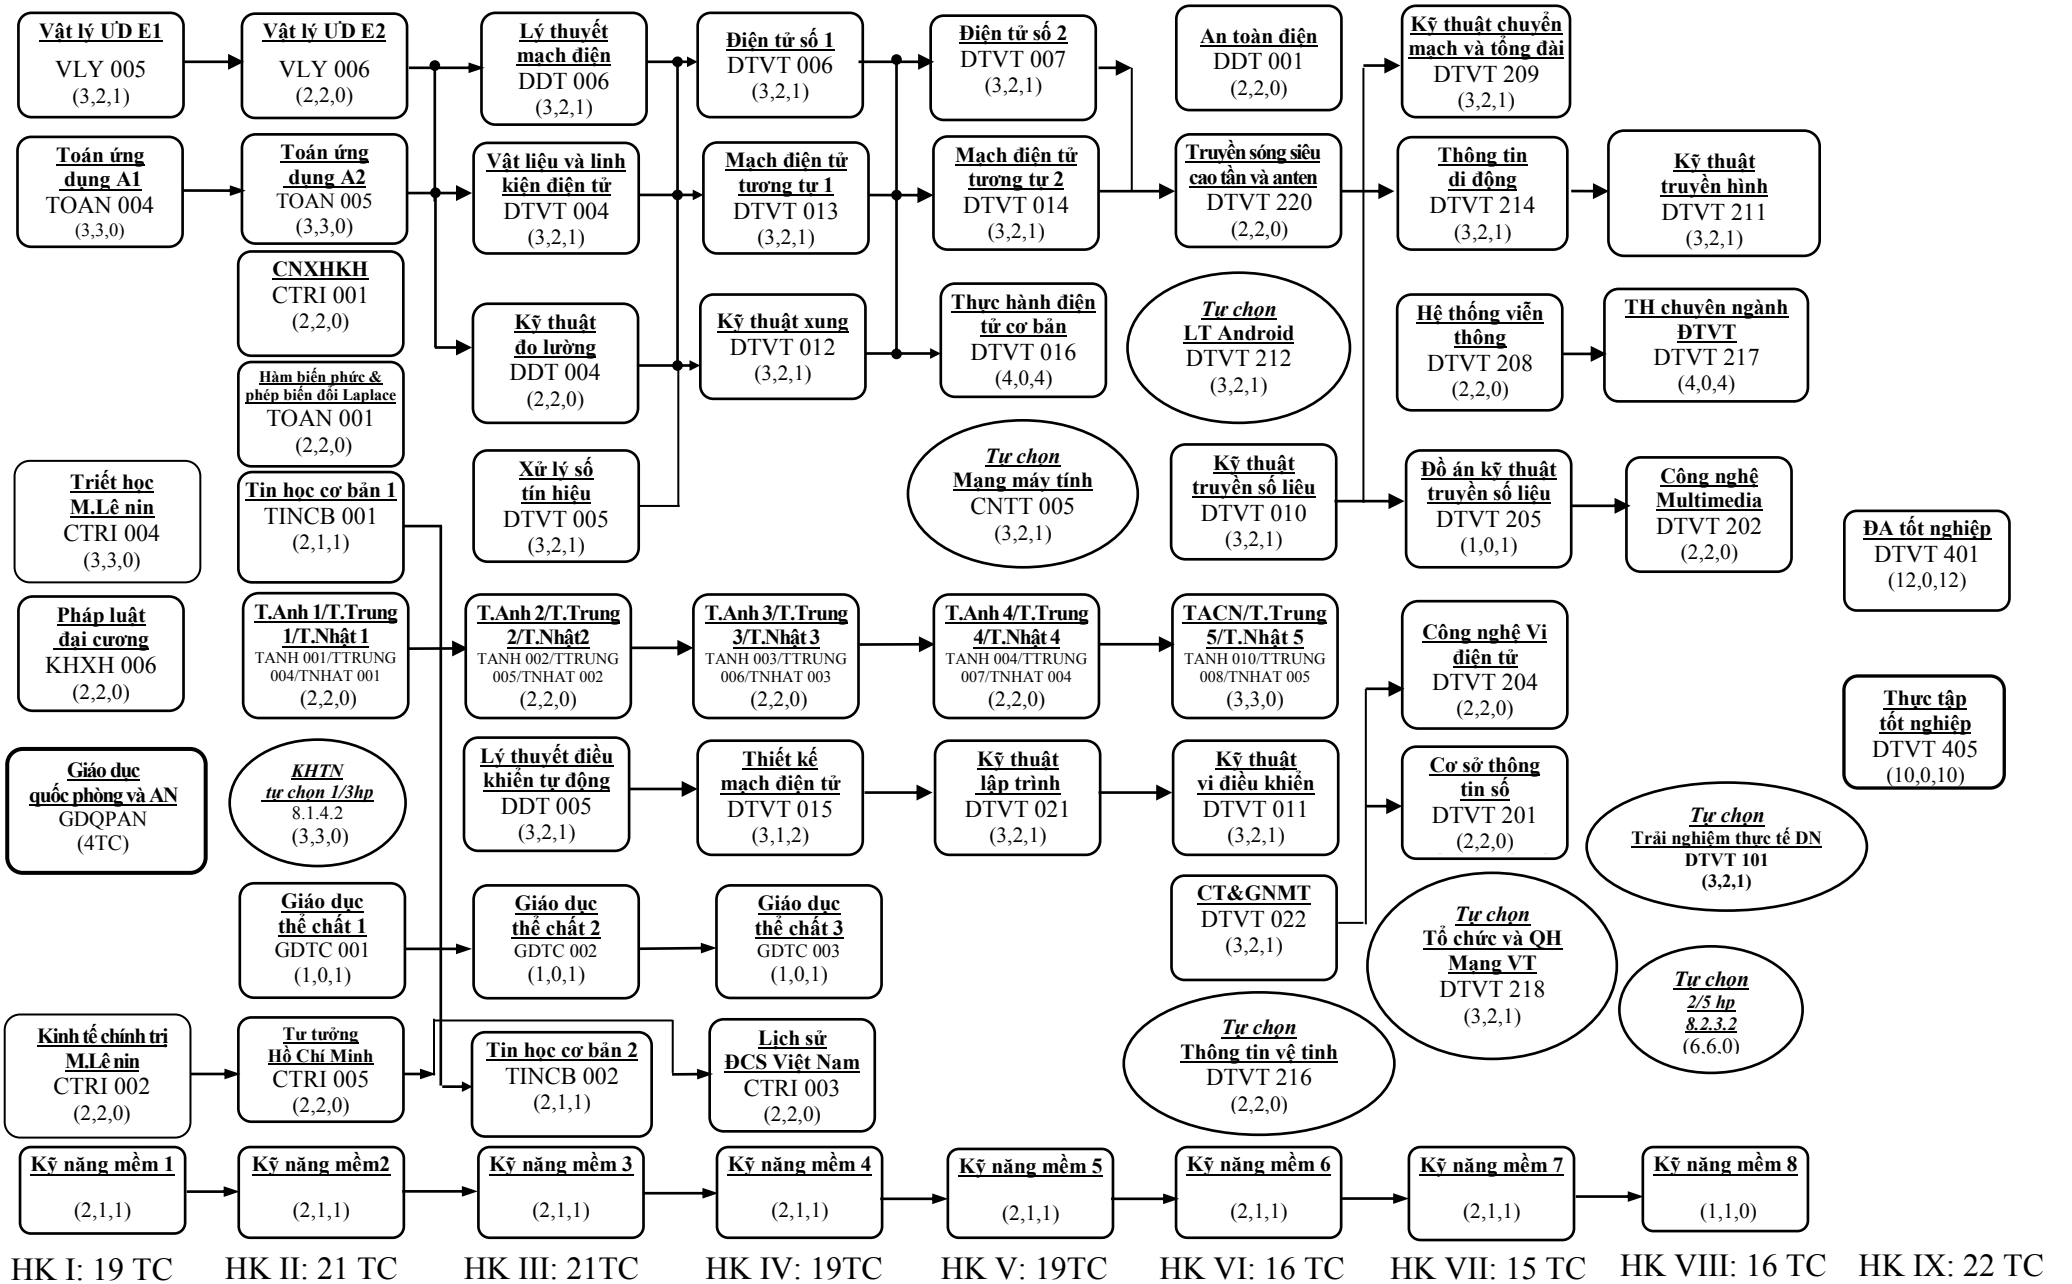 Vật lý ƯD E1
VLY 005
(3,2,1)
Toán ứng
dụng A1
TOAN 004
(3,3,0)
Triết học
M.Lê nin
CTRI 004
(3,3,0)
Pháp luật
đại cương
KHXH 006
(2,2,0)
Giáo dục
quốc phòng và AN
GDQPAN
(4TC)
Kinh tế chính trị
M.Lê nin
CTRI 002
(2,2,0)
Kỹ năng mềm 1
(2,1,1)
HK I: 19 TC
Vật lý ƯD E2
VLY 006
(2,2,0)
Toán ứng
dụng A2
TOAN 005
(3,3,0)
CNXHKH
CTRI 001
(2,2,0)
Hàm biến phức &
phép biến đổi Laplace
TOAN 001
(2,2,0)
Tin học cơ bản 1
TINCB 001
(2,1,1)
T.Anh 1/T.Trung
1/T.Nhật 1
TANH 001/TTRUNG
004/TNHAT 001
(2,2,0)
KHTN
tự chọn 1/3hp
8.1.4.2
(3,3,0)
Giáo dục
thể chất 1
GDTC 001
(1,0,1)
Tư tưởng
Hồ Chí Minh
CTRI 005
(2,2,0)
Kỹ năng mềm2
(2,1,1)
HK II: 21 TC
Lý thuyết
mạch điện
DDT 006
(3,2,1)
Vật liệu và linh
kiện điện tử
DTVT 004
(3,2,1)
Kỹ thuật
đo lường
DDT 004
(2,2,0)
Xử lý số
tín hiệu
DTVT 005
(3,2,1)
T.Anh 2/T.Trung
2/T.Nhật2
TANH 002/TTRUNG
005/TNHAT 002
(2,2,0)
Lý thuyết điều
khiển tự động
DDT 005
(3,2,1)
Giáo dục
thể chất 2
GDTC 002
(1,0,1)
Tin học cơ bản 2
TINCB 002
(2,1,1)
Kỹ năng mềm 3
(2,1,1)
HK III: 21TC
Điện tử số 1
DTVT 006
(3,2,1)
Mạch điện tử
tương tự 1
DTVT 013
(3,2,1)
Kỹ thuật xung
DTVT 012
(3,2,1)
T.Anh 3/T.Trung
3/T.Nhật 3
TANH 003/TTRUNG
006/TNHAT 003
(2,2,0)
Thiết kế
mạch điện tử
DTVT 015
(3,1,2)
Giáo dục
thể chất 3
GDTC 003
(1,0,1)
Lịch sử
ĐCS Việt Nam
CTRI 003
(2,2,0)
Kỹ năng mềm 4
(2,1,1)
HK IV: 19TC
Điện tử số 2
DTVT 007
(3,2,1)
Mạch điện tử
tương tự 2
DTVT 014
(3,2,1)
Thực hành điện
tử cơ bản
DTVT 016
(4,0,4)
Tự chọn
Mạng máy tính
CNTT 005
(3,2,1)
T.Anh 4/T.Trung
4/T.Nhật 4
TANH 004/TTRUNG
007/TNHAT 004
(2,2,0)
Kỹ thuật
lập trình
DTVT 021
(3,2,1)
Kỹ năng mềm 5
(2,1,1)
HK V: 19TC
An toàn điện
DDT 001
(2,2,0)
Truyền sóng siêu
cao tần và anten
DTVT 220
(2,2,0)
Tự chọn
LT Android
DTVT 212
(3,2,1)
Kỹ thuật
truyền số liêu
DTVT 010
(3,2,1)
TACN/T.Trung
5/T.Nhật 5
TANH 010/TTRUNG
008/TNHAT 005
(3,3,0)
Kỹ thuật
vi điều khiển
DTVT 011
(3,2,1)
CT&GNMT
DTVT 022
(3,2,1)
Tự chọn
Thông tin vệ tinh
DTVT 216
(2,2,0)
Kỹ năng mềm 6
(2,1,1)
HK VI: 16 TC
Kỹ thuật chuyển
mạch và tổng đài
DTVT 209
(3,2,1)
Thông tin
di động
DTVT 214
(3,2,1)
Hệ thống viễn
thông
DTVT 208
(2,2,0)
Đồ án kỹ thuật
truyền số liệu
DTVT 205
(1,0,1)
Công nghệ Vi
điện tử
DTVT 204
(2,2,0)
Cơ sở thông
tin số
DTVT 201
(2,2,0)
Tự chọn
Tổ chức và QH
Mạng VT
DTVT 218
(3,2,1)
Kỹ năng mềm 7
(2,1,1)
HK VII: 15 TC
Kỹ thuật
truyền hình
DTVT 211
(3,2,1)
TH chuyên ngành
ĐTVT
DTVT 217
(4,0,4)
Công nghệ
Multimedia
DTVT 202
(2,2,0)
Tự chọn
Trải nghiệm thực tế DN
DTVT 101
(3,2,1)
Tự chọn
2/5 hp
8.2.3.2
(6,6,0)
Kỹ năng mềm 8
(1,1,0)
HK VIII: 16 TC
ĐA tốt nghiệp
DTVT 401
(12,0,12)
Thực tập
tốt nghiệp
DTVT 405
(10,0,10)
HK IX: 22 TC